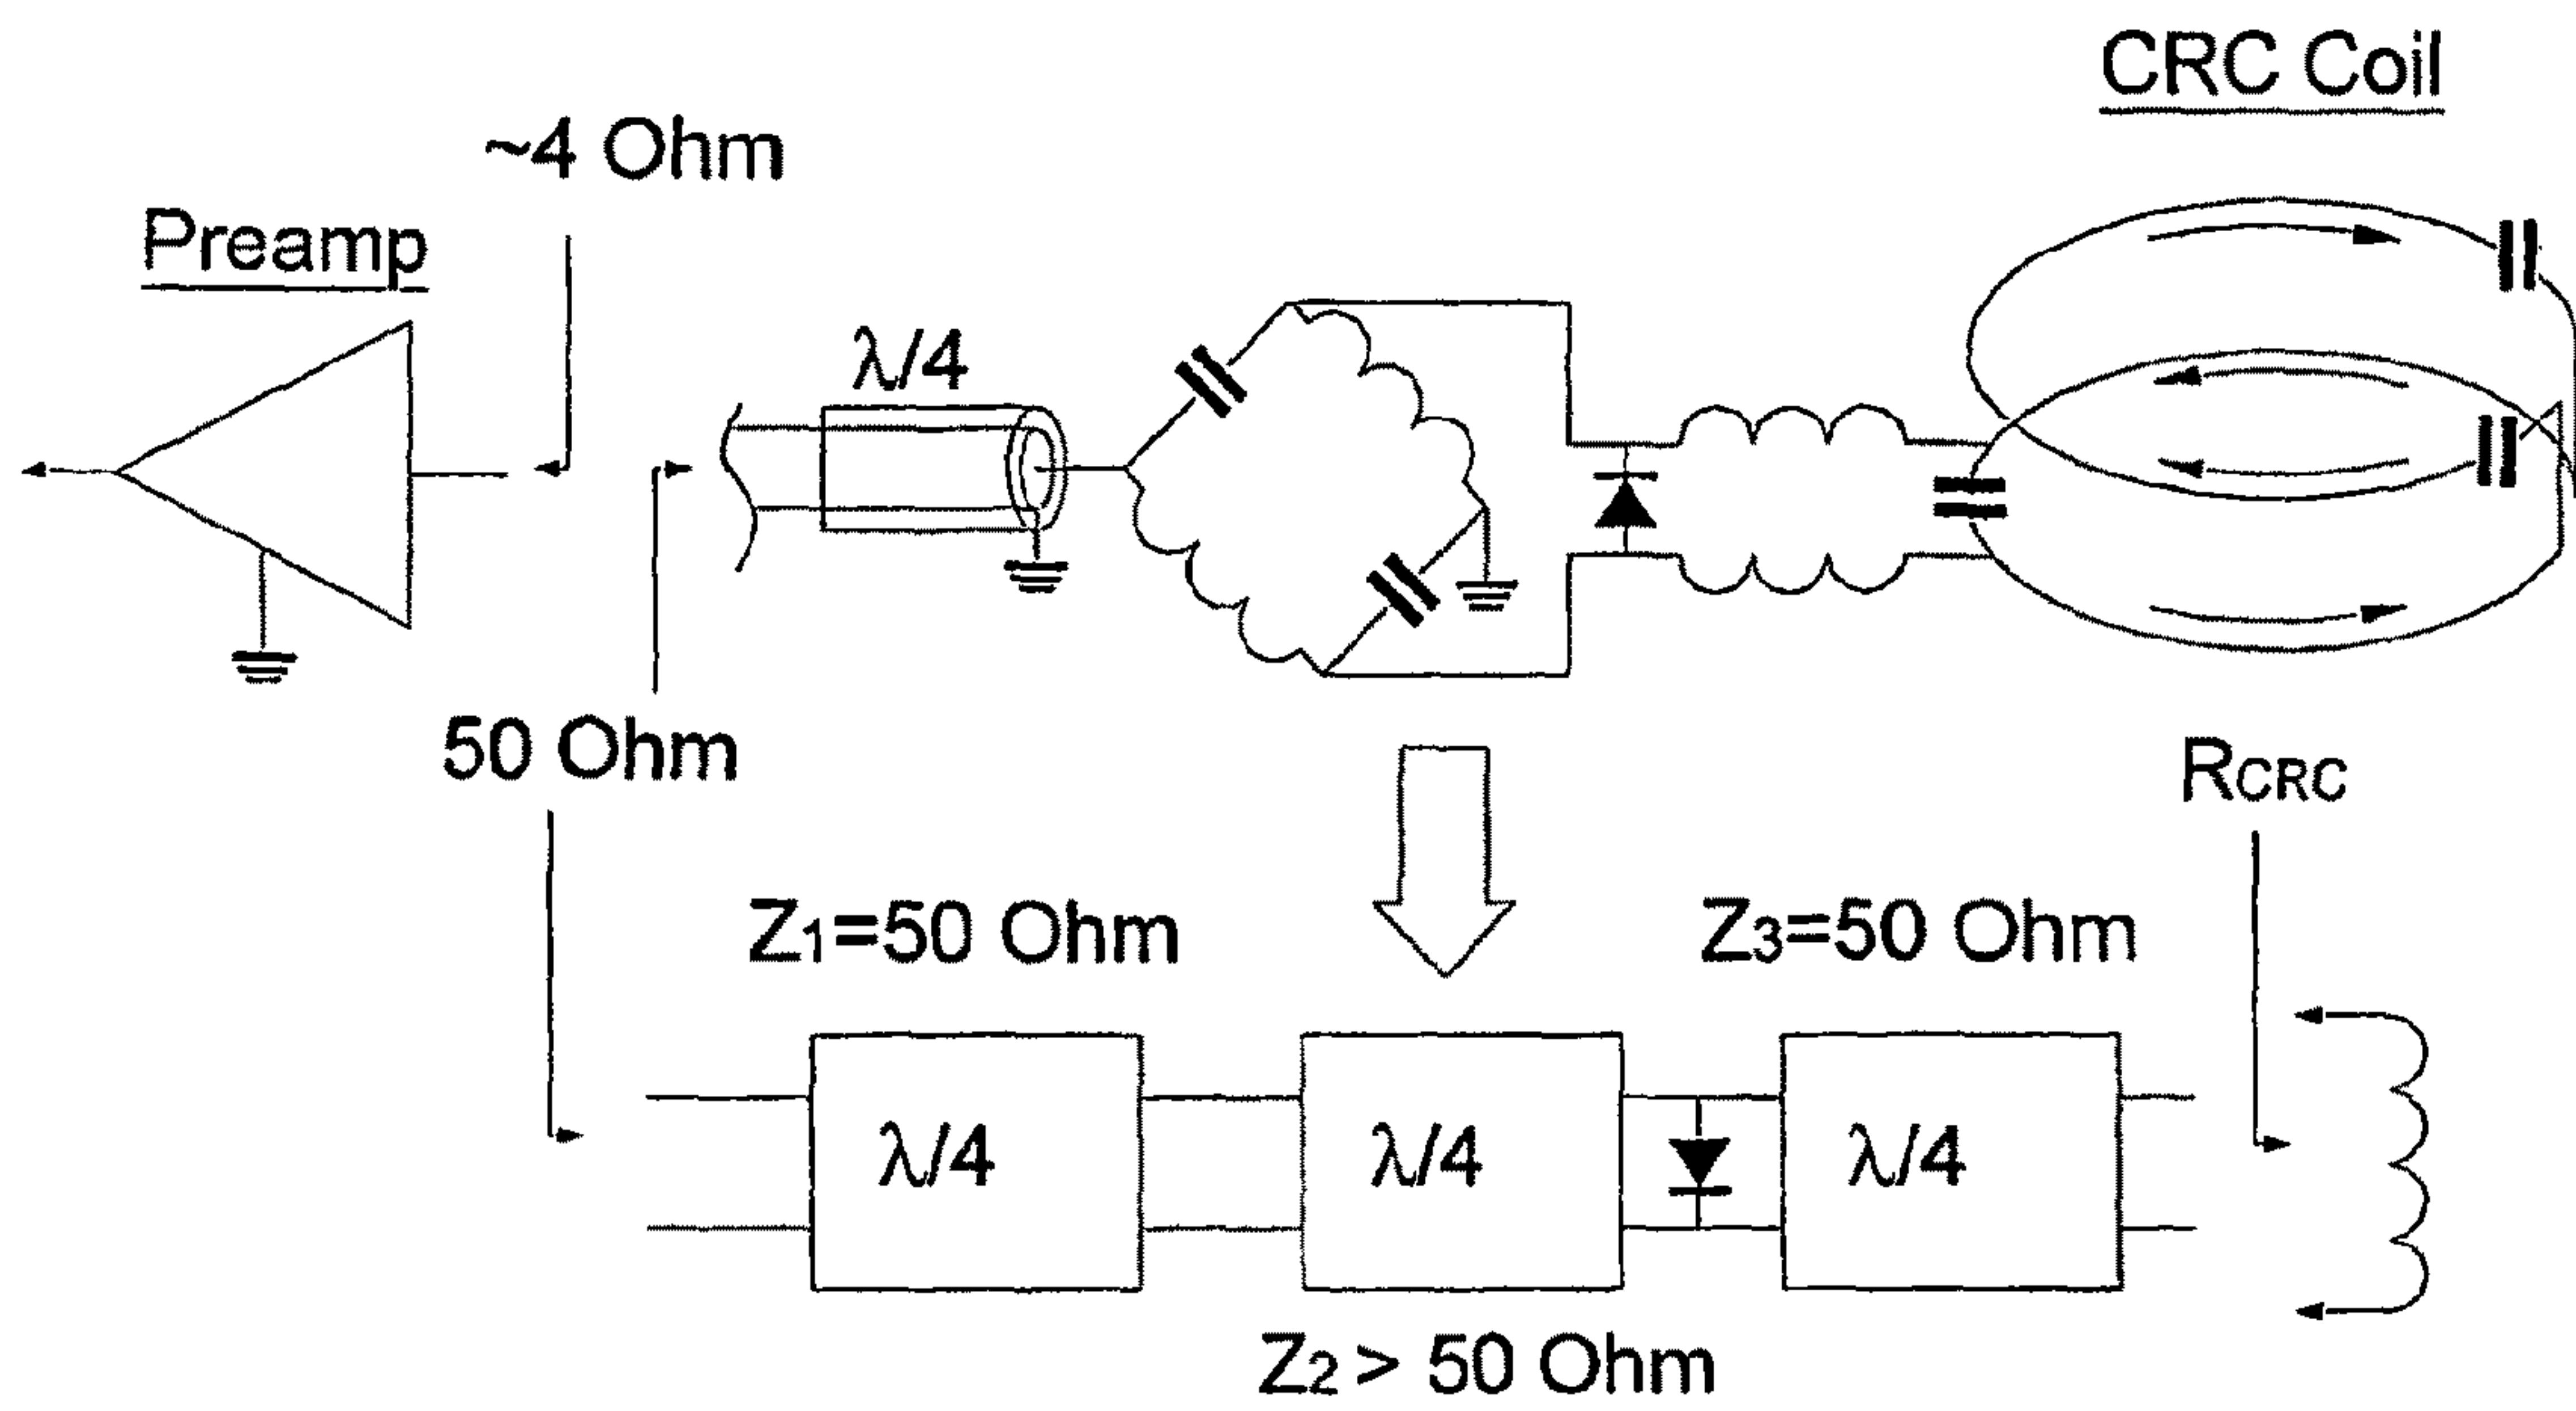 CRC Coil
~4 Ohm
Preamp
λ/4
50 Ohm
RCRC
Z1=50 Ohm
Z3=50 Ohm
λ/4
λ/4
λ/4
Z2 > 50 Ohm